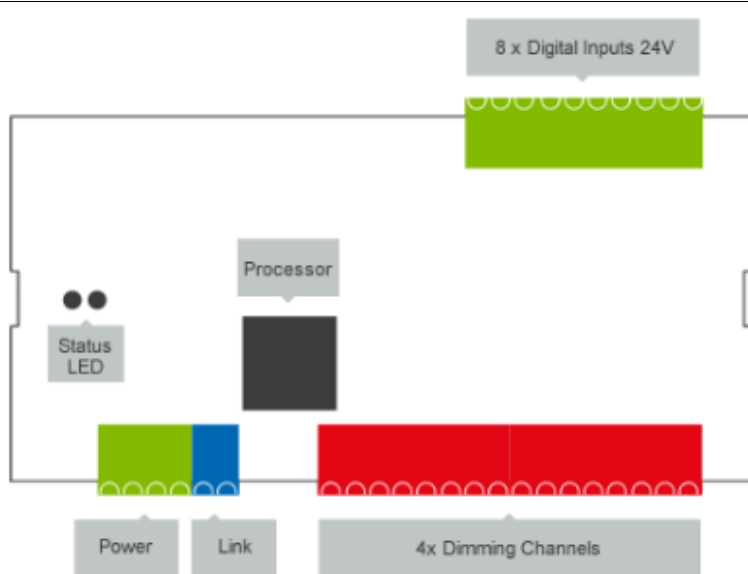 8 x Digital Inputs 24V
Processor
Status
LED
Power
Link
4x Dimming Channels